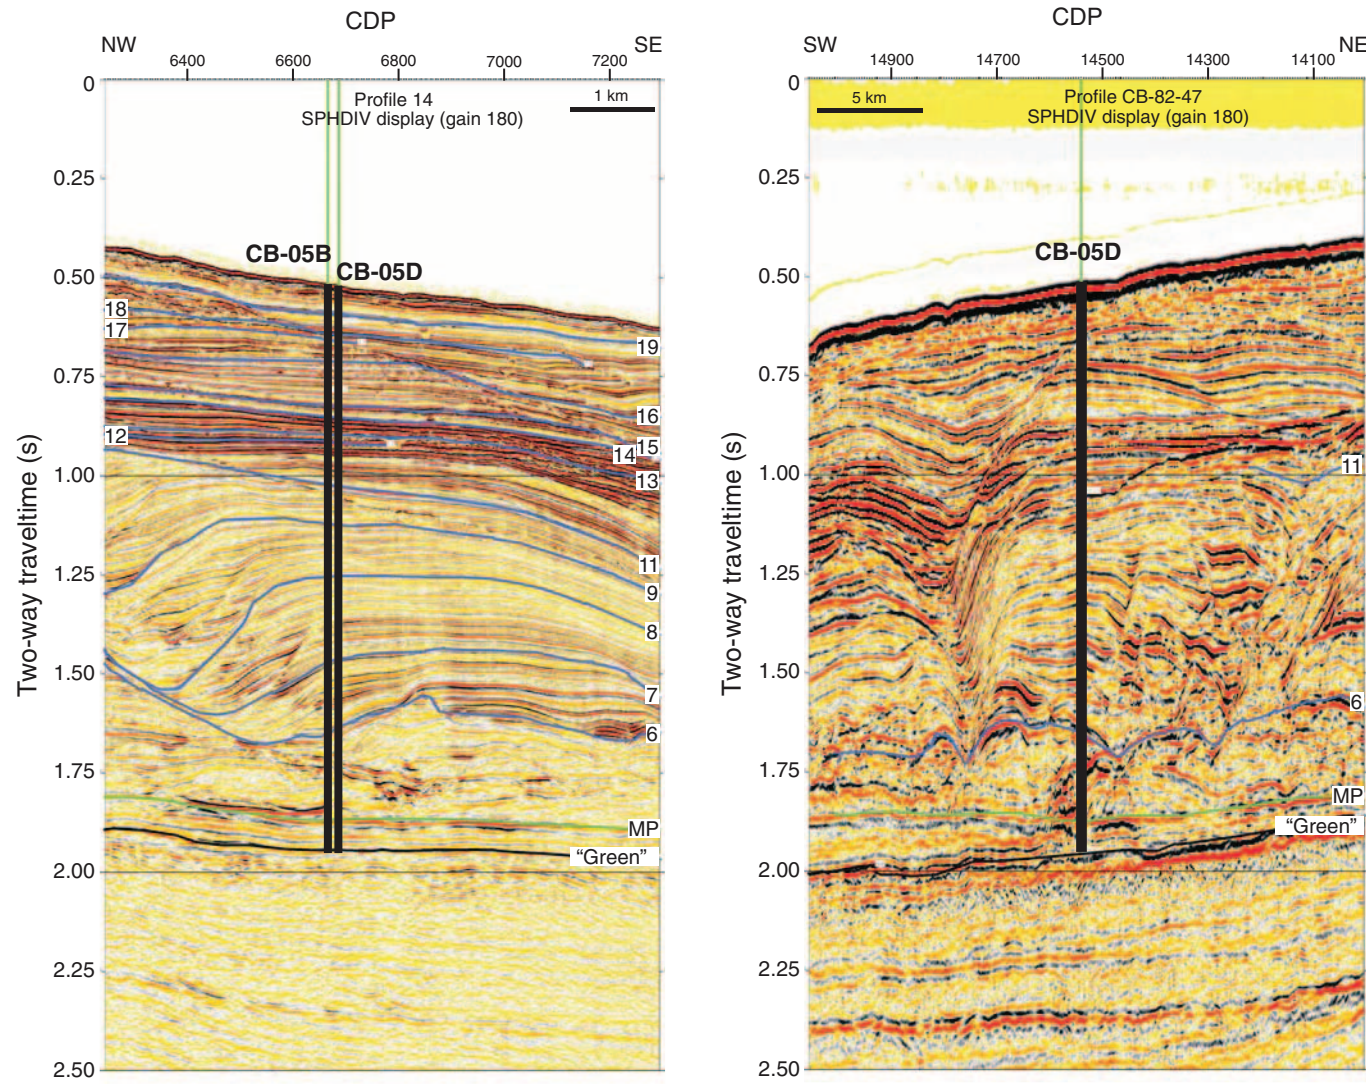 CDP
NW
SE
6400 6600 6800 7000 7200
Profile 14
SPHDIV display (gain 180)
1 km
0
0.25
0.50
0.75
1.00
1.25
1.50
1.75
2.00
2.25
2.50
Two-way traveltime (s)
CB-05B
CB-05D
18
17
12
19
16
15
14
13
11
9
8
7
6
MP
“Green”
CDP
SW
NE
14900 14700 14500 14300 14100
5 km
Profile CB-82-47
SPHDIV display (gain 180)
0
0.25
0.50
0.75
1.00
1.25
1.50
1.75
2.00
2.25
2.50
Two-way traveltime (s)
CB-05D
11
6
MP
“Green”